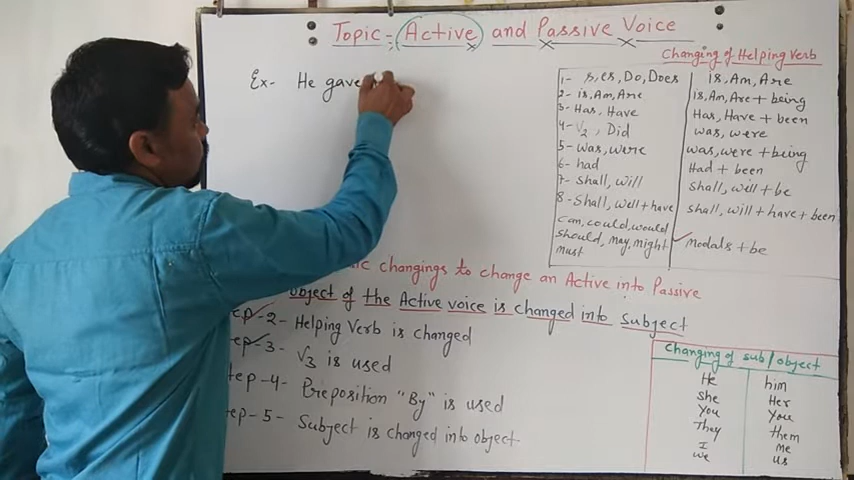 Topic:- Active and Passive Voice
Ex- He gave
Changing of Helping Verb
1- s, es, Do, Does is, Am, Are
2- is, Am, Are is, Am, Are + being
3- Has, Have Has, Have + been
4- V2, Did was, were
5- was, were was, were + being
6- had Had + been
7- shall, will shall, will + be
8- Shall, well + have shall, will + have + been
can, could, would
should, may, might modals + be
must
changings to change an Active into Passive
object of the Active voice is changed into Subject
ep-2- Helping Verb is changed
ep-3- V3 is used
tep-4- Preposition "By" is used
ep-5- Subject is changed into object
Changing of sub/object
He him
She Her
You You
They them
I me
we us